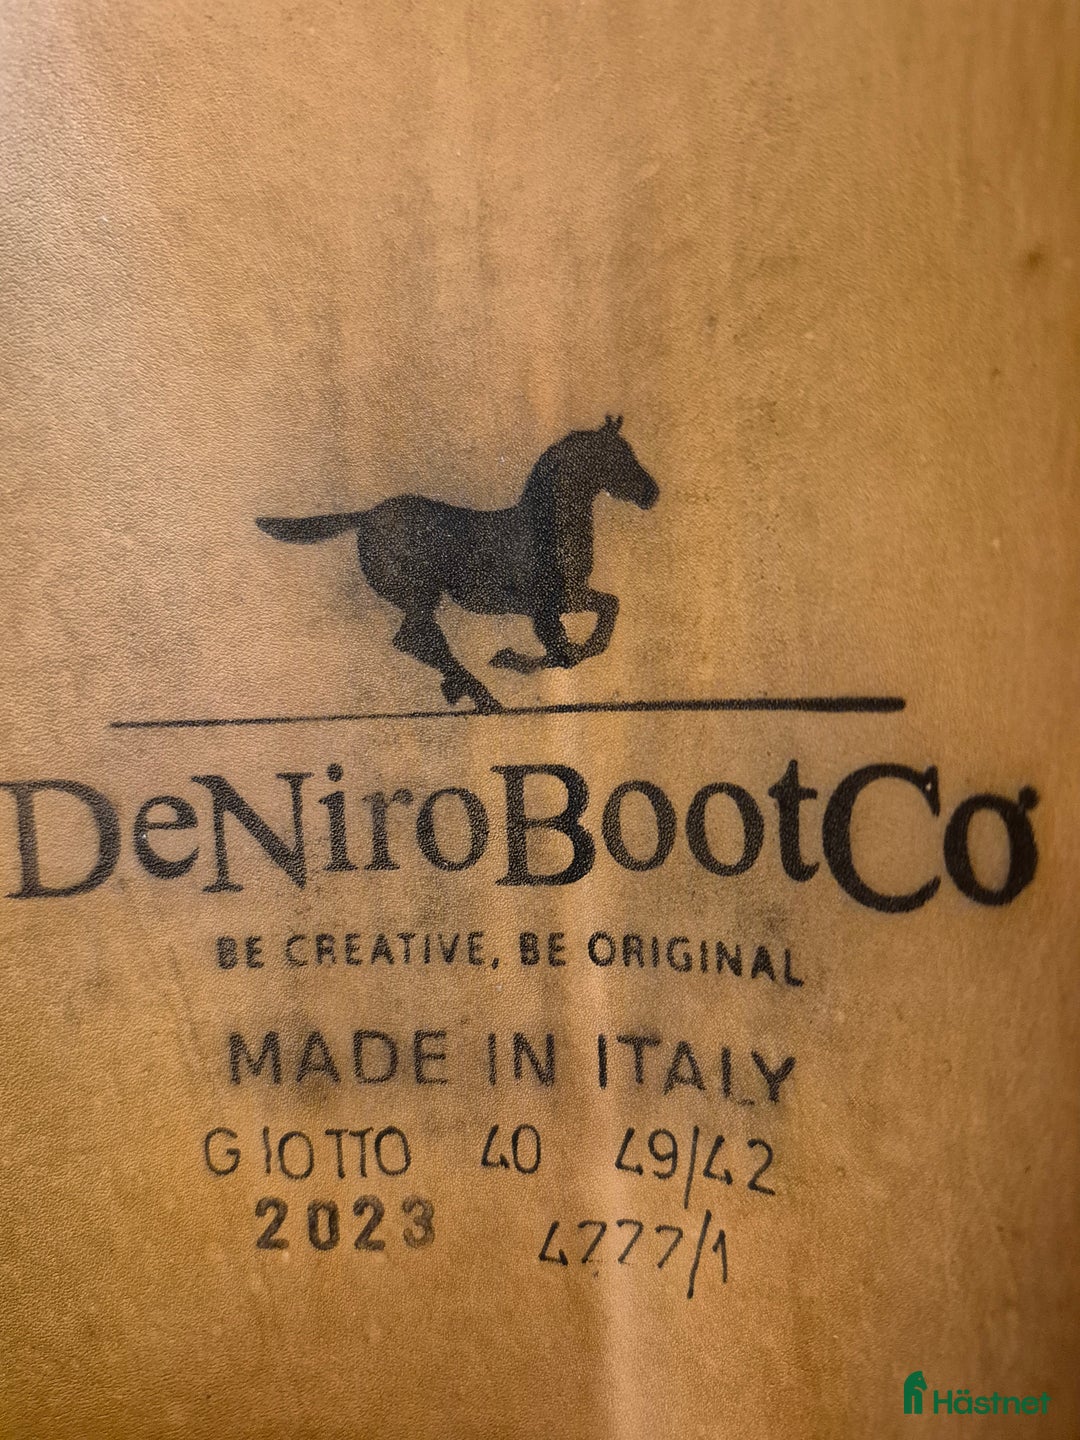 DeNiroBootCo
BE CREATIVE, BE ORIGINAL
MADE IN ITALY
GIOTTO 40 49/42
2023 4777/1
Hästnet